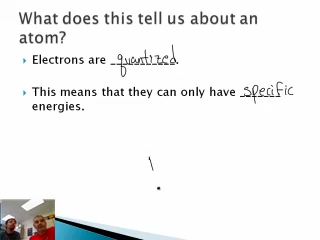 What does this tell us about an
atom?
Electrons are quantized.
This means that they can only have specific
energies.